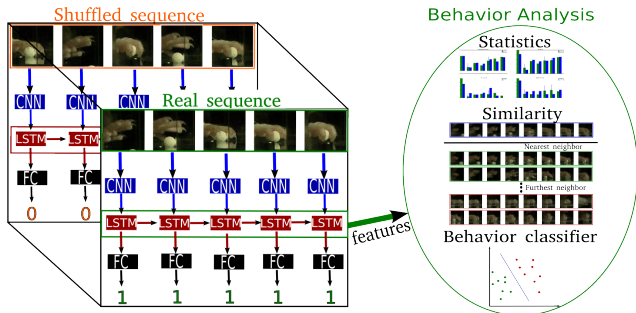 Shuffled sequence
CNN CNN CNN
LSTM LSTM
FC FC
0 0
Real sequence
CNN CNN CNN CNN CNN
LSTM LSTM LSTM LSTM LSTM
FC FC FC FC FC
1 1 1 1 1
features
Behavior Analysis
Statistics
Similarity
Nearest neighbor
Furthest neighbor
Behavior classifier